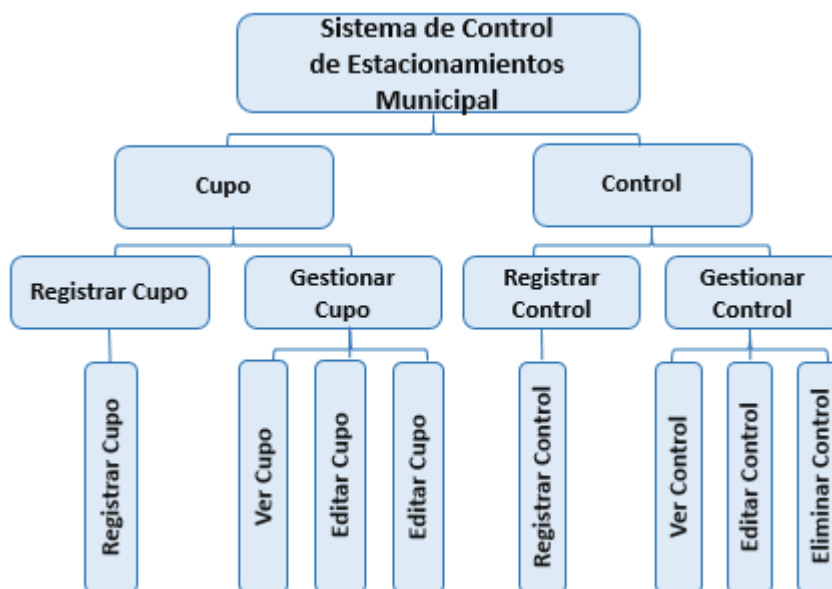 Sistema de Control
de Estacionamientos
Municipal
Cupo
Control
Registrar Cupo
Gestionar
Cupo
Registrar
Control
Gestionar
Control
Registrar Cupo
Ver Cupo
Editar Cupo
Editar Cupo
Registrar Control
Ver Control
Editar Control
Eliminar Control